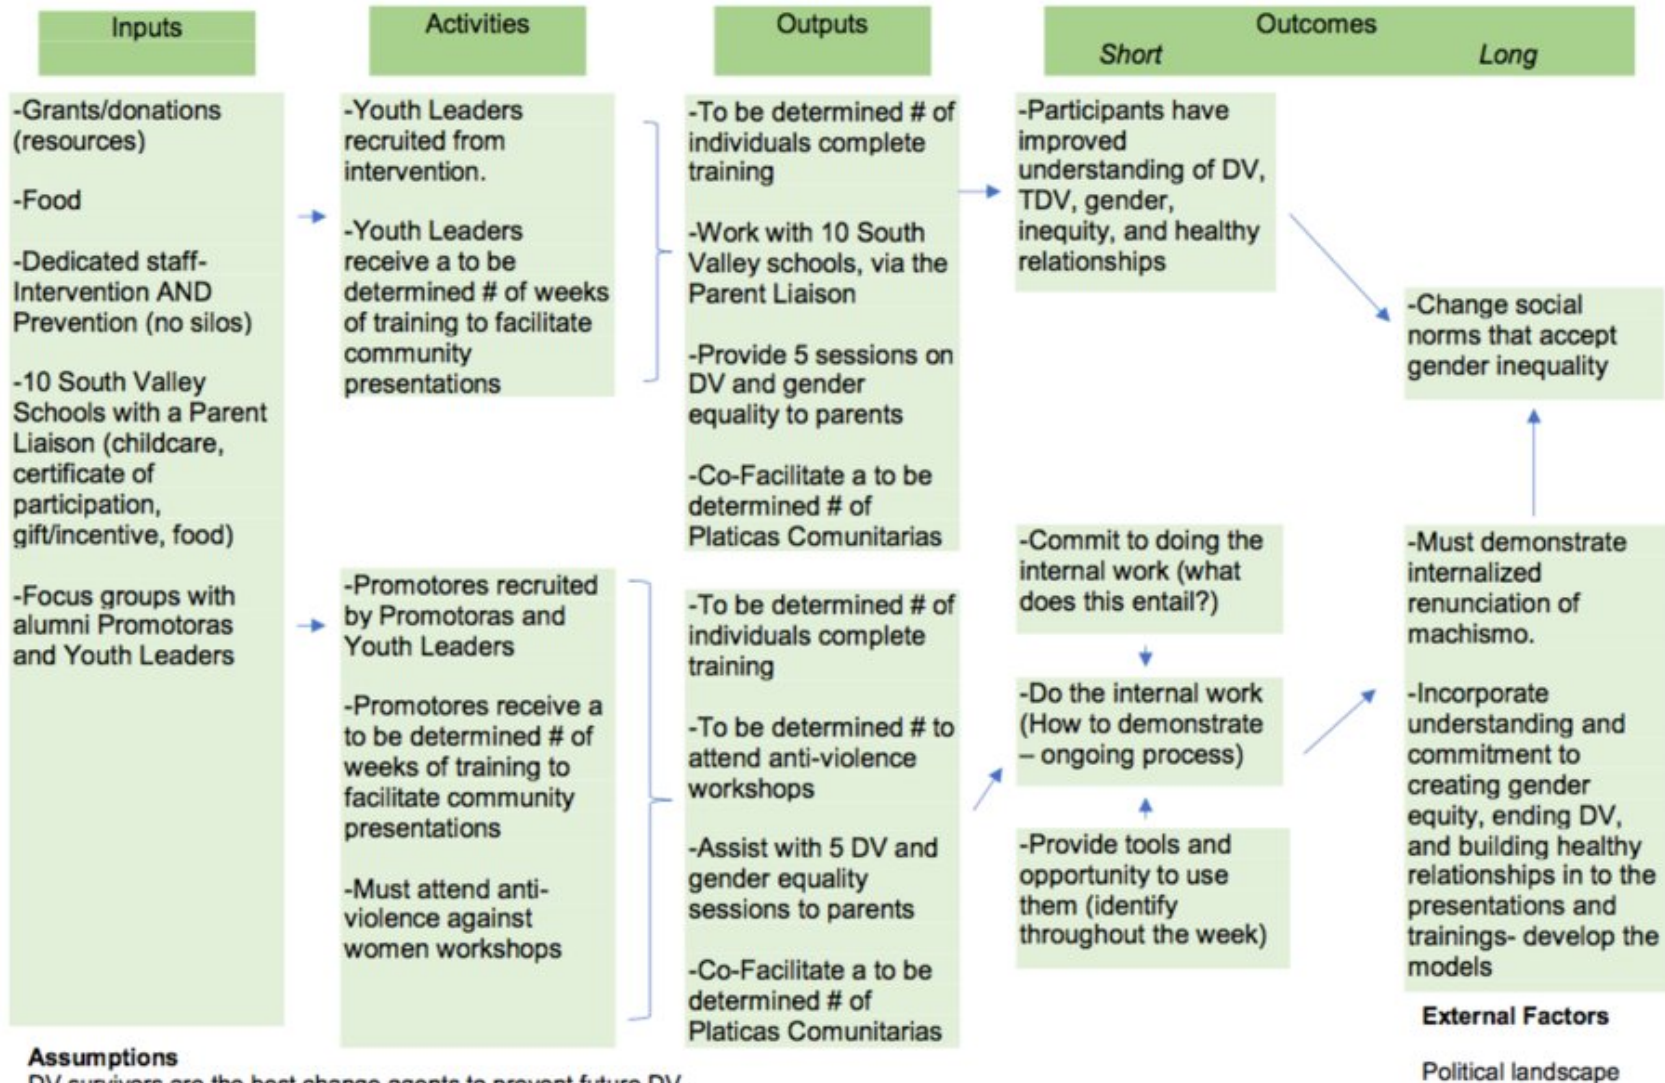 Inputs
Activities
Outputs
Outcomes
Short
Long
-Grants/donations
(resources)
-Food
-Dedicated staff-
Intervention AND
Prevention (no silos)
-10 South Valley
Schools with a Parent
Liaison (childcare,
certificate of
participation,
gift/incentive, food)
-Focus groups with
alumni Promotoras
and Youth Leaders
-Youth Leaders
recruited from
intervention.
-Youth Leaders
receive a to be
determined # of weeks
of training to facilitate
community
presentations
-Promotores recruited
by Promotoras and
Youth Leaders
-Promotores receive a
to be determined # of
weeks of training to
facilitate community
presentations
-Must attend anti-
violence against
women workshops
-To be determined # of
individuals complete
training
-Work with 10 South
Valley schools, via the
Parent Liaison
-Provide 5 sessions on
DV and gender
equality to parents
-Co-Facilitate a to be
determined # of
Platicas Comunitarias
-To be determined # of
individuals complete
training
-To be determined # to
attend anti-violence
workshops
-Assist with 5 DV and
gender equality
sessions to parents
-Co-Facilitate a to be
determined # of
Platicas Comunitarias
-Participants have
improved
understanding of DV,
TDV, gender,
inequity, and healthy
relationships
-Commit to doing the
internal work (what
does this entail?)
-Do the internal work
(How to demonstrate
– ongoing process)
-Provide tools and
opportunity to use
them (identify
throughout the week)
-Change social
norms that accept
gender inequality
-Must demonstrate
internalized
renunciation of
machismo.
-Incorporate
understanding and
commitment to
creating gender
equity, ending DV,
and building healthy
relationships in to the
presentations and
trainings- develop the
models
Assumptions
DV survivors are the best change agents to prevent future DV
External Factors
Political landscape